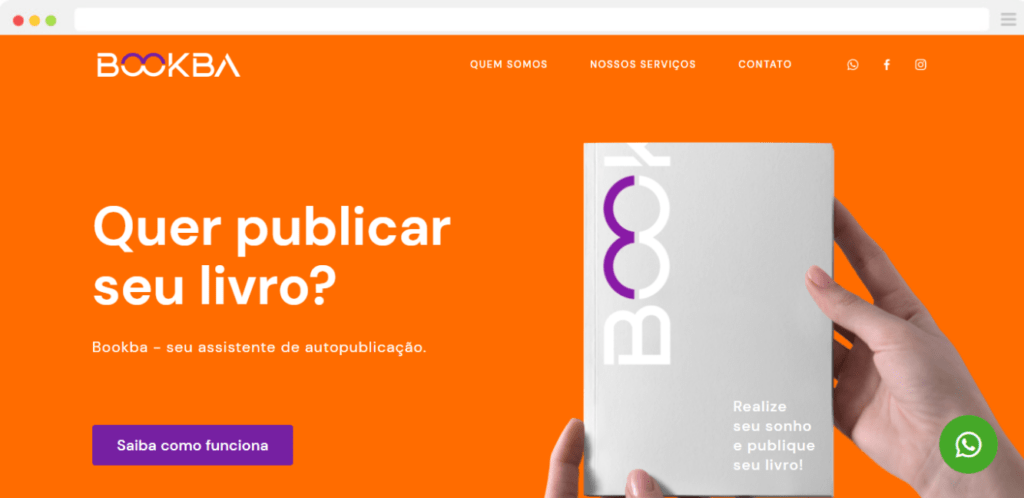 BOOKBA
QUEM SOMOS
NOSSOS SERVIÇOS
CONTATO
Quer publicar
seu livro?
Bookba - seu assistente de autopublicação.
Saiba como funciona
BOOK
Realize
seu sonho
e publique
seu livro!